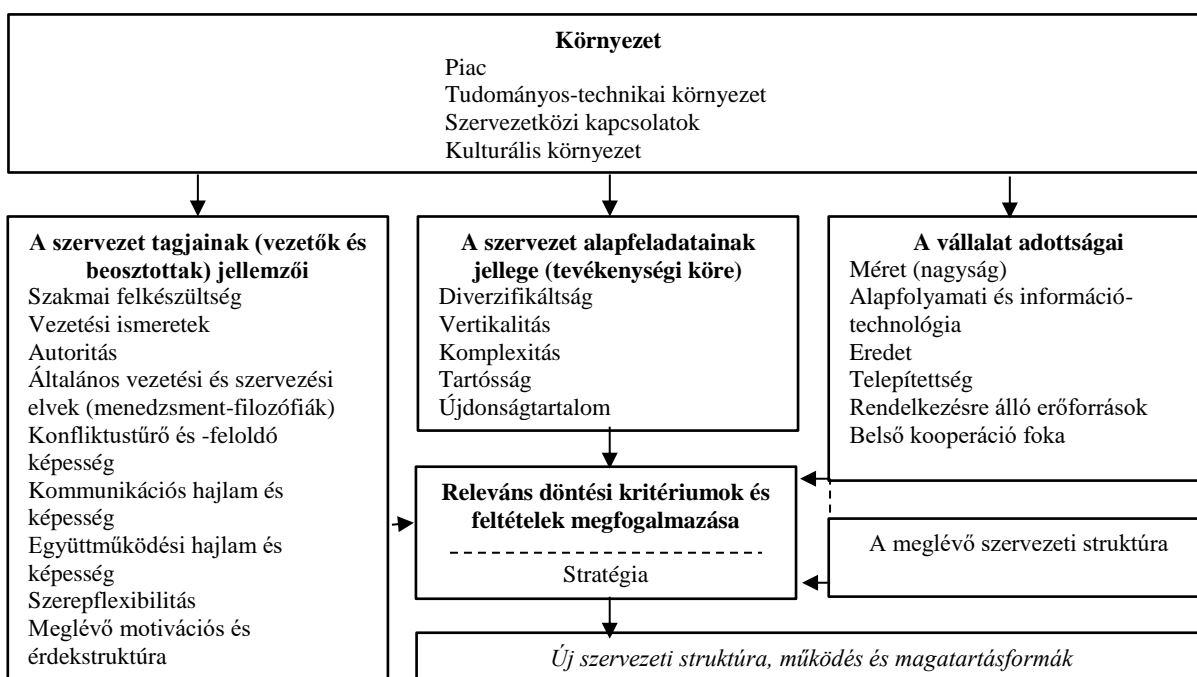 Környezet
Piac
Tudományos-technikai környezet
Szervezetközi kapcsolatok
Kulturális környezet
A szervezet tagjainak (vezetők és
beosztottak) jellemzői
Szakmai felkészültség
Vezetési ismeretek
Autoritás
Általános vezetési és szervezési
elvek (menedzsment-filozófiák)
Konfliktustűrő és -feloldó
képesség
Kommunikációs hajlam és
képesség
Együttműködési hajlam és
képesség
Szerepflexibilitás
Meglévő motivációs és
érdekstruktúra
A szervezet alapfeladatainak
jellege (tevékenységi köre)
Diverzifikáltság
Vertikalitás
Komplexitás
Tartósság
Újdonságtartalom
A vállalat adottságai
Méret (nagyság)
Alapfolyamati és információ-
technológia
Eredet
Telepítettség
Rendelkezésre álló erőforrások
Belső kooperáció foka
Releváns döntési kritériumok és
feltételek megfogalmazása
Stratégia
A meglévő szervezeti struktúra
Új szervezeti struktúra, működés és magatartásformák